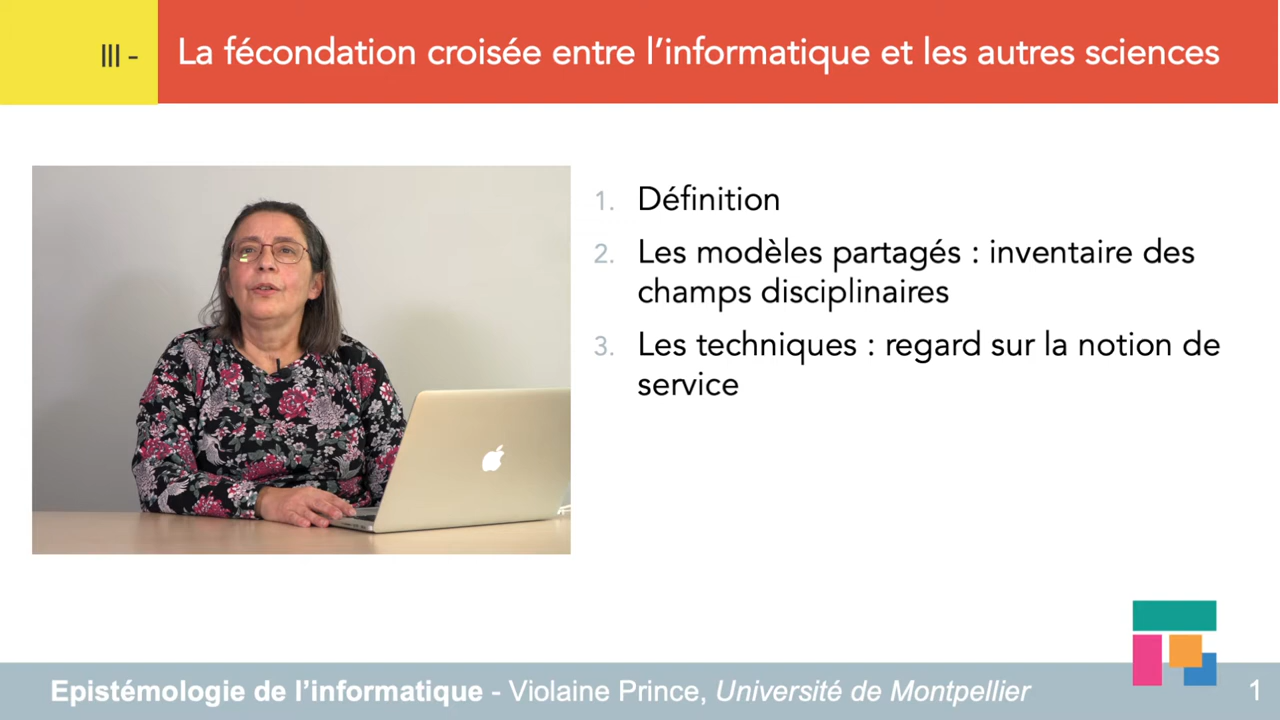 III -
La fécondation croisée entre l’informatique et les autres sciences
1. Définition
2. Les modèles partagés : inventaire des
champs disciplinaires
3. Les techniques : regard sur la notion de
service
Epistémologie de l’informatique - Violaine Prince, Université de Montpellier
1